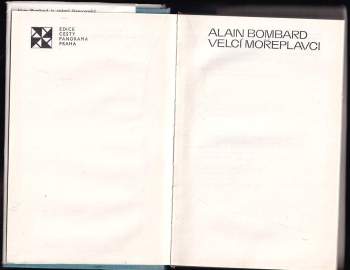 EDICE
CESTY
PANORAMA
PRAHA
ALAIN BOMBARD
VELCÍ MOŘEPLAVCI